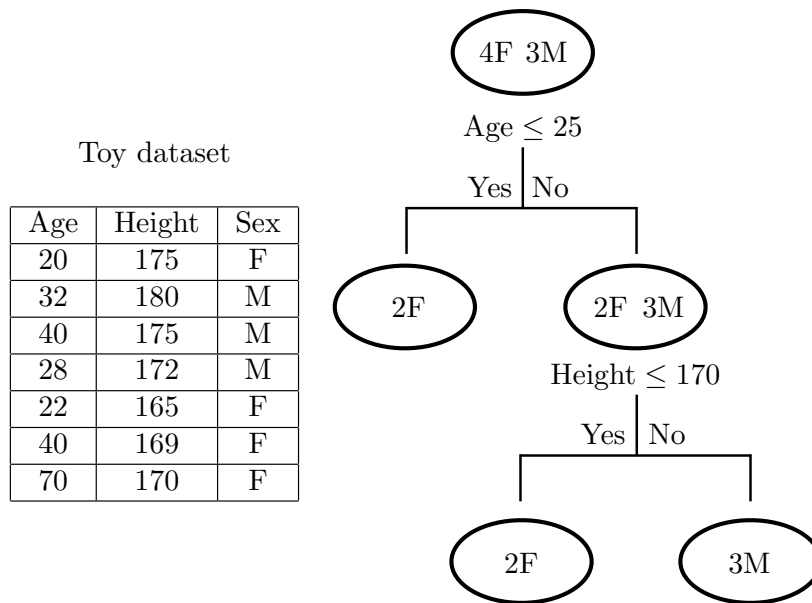 Toy dataset
Age Height Sex
20 175 F
32 180 M
40 175 M
28 172 M
22 165 F
40 169 F
70 170 F
4F 3M
Age ≤ 25
Yes No
2F
2F 3M
Height ≤ 170
Yes No
2F
3M